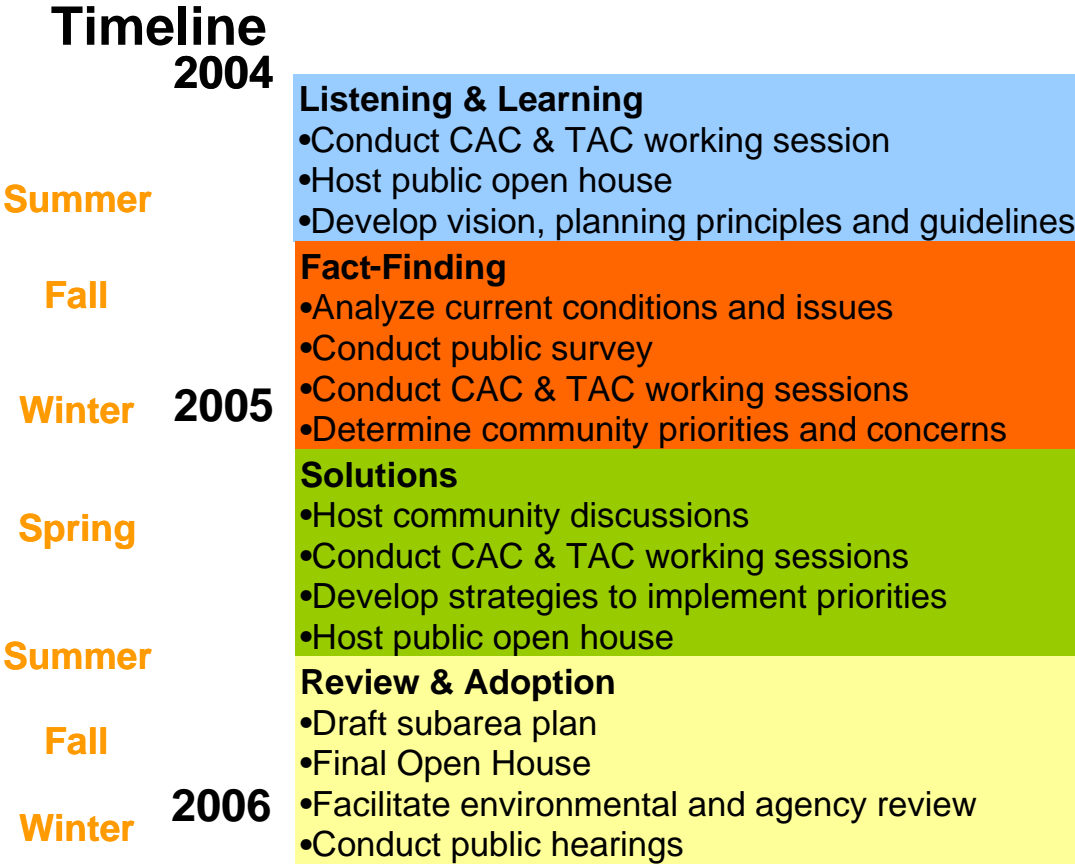 Timeline
2004
Listening & Learning
•Conduct CAC & TAC working session
Summer
•Host public open house
•Develop vision, planning principles and guidelines
Fact-Finding
Fall
•Analyze current conditions and issues
•Conduct public survey
Winter 2005
•Conduct CAC & TAC working sessions
•Determine community priorities and concerns
Solutions
Spring
•Host community discussions
•Conduct CAC & TAC working sessions
•Develop strategies to implement priorities
•Host public open house
Summer
Review & Adoption
•Draft subarea plan
Fall
•Final Open House
2006
•Facilitate environmental and agency review
Winter
•Conduct public hearings